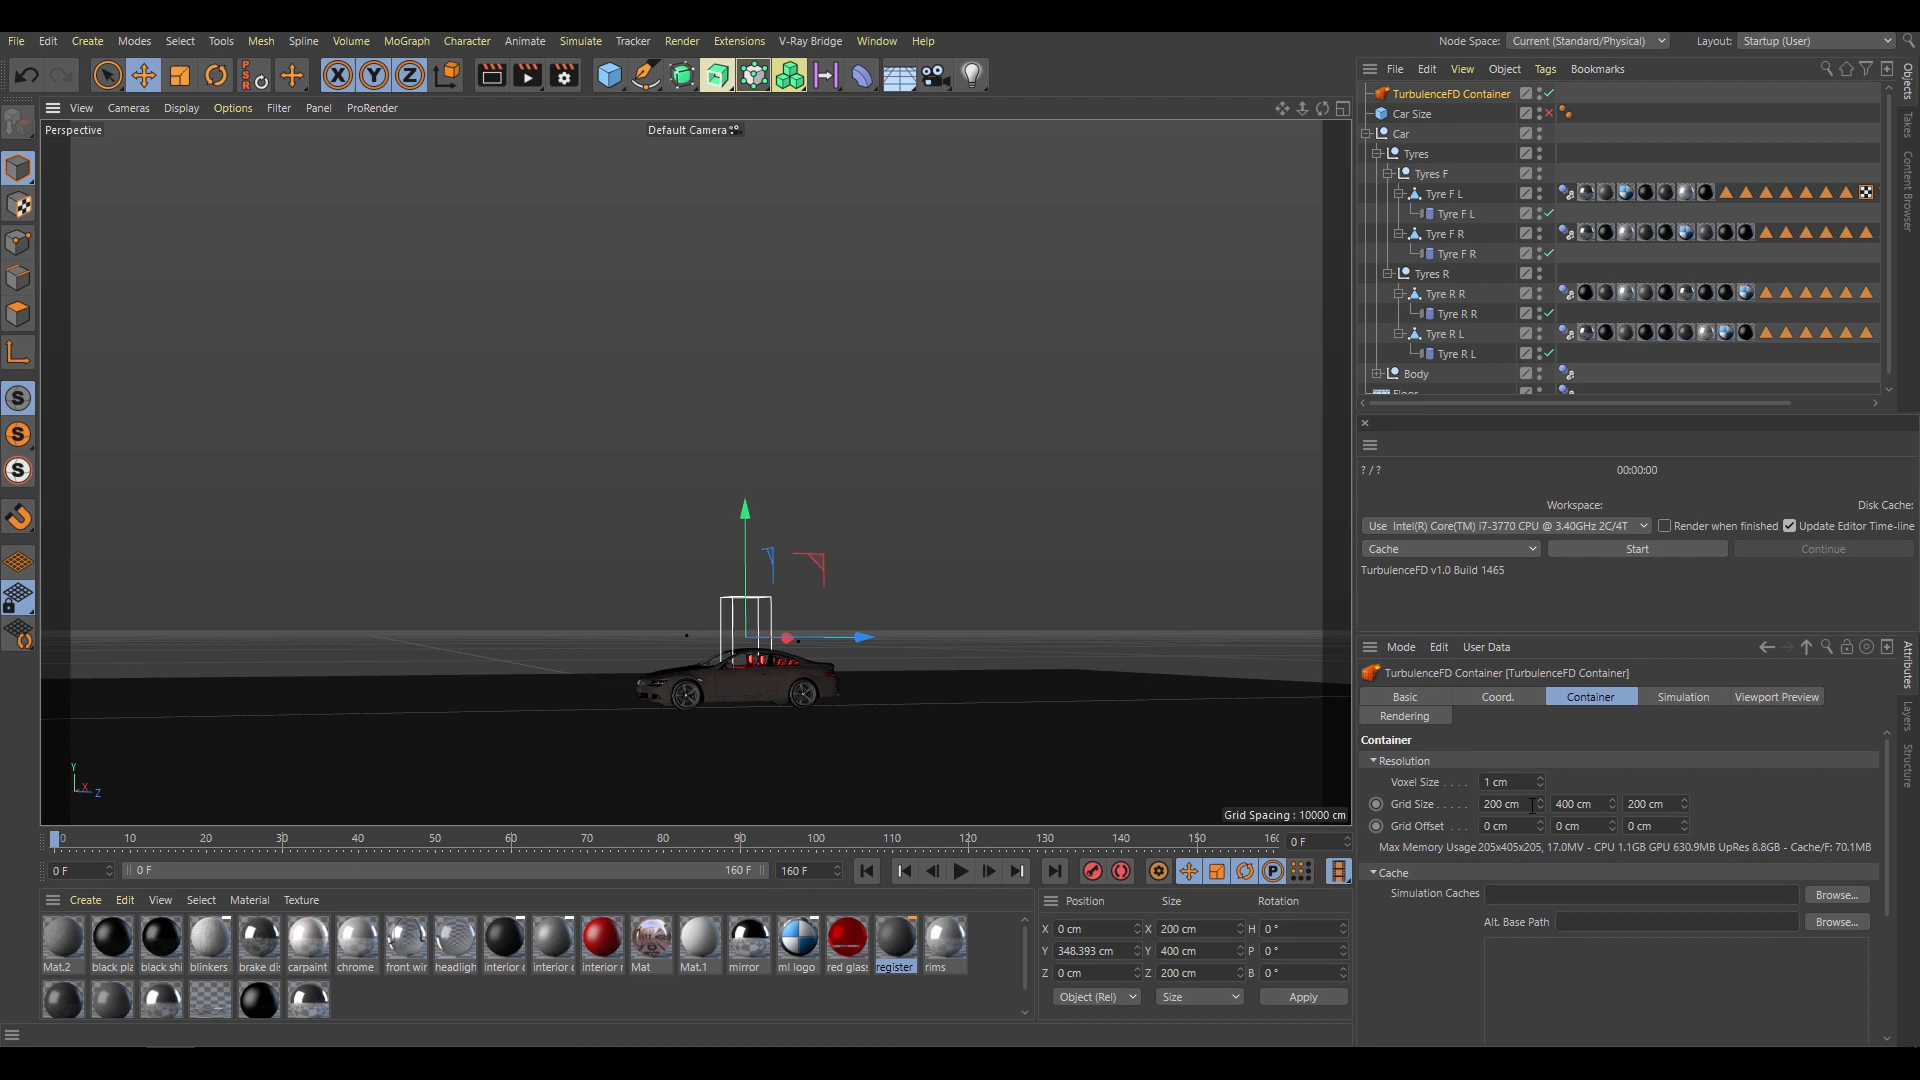 File Edit Create Modes Select Tools Mesh Spline Volume MoGraph Character Animate Simulate Tracker Render Extensions V-Ray Bridge Window Help
Node Space: Current (Standard/Physical) Layout: Startup (User)
File Edit View Object Tags Bookmarks
View Cameras Display Options Filter Panel ProRender
Perspective
Default Camera
TurbulenceFD Container
Car Size
Car
Tyres
Tyres F
Tyre F L
Tyre F L
Tyre F R
Tyre F R
Tyres R
Tyre R R
Tyre R R
Tyre R L
Tyre R L
Body
Objects
Takes
Content Browser
? / ?
00:00:00
Workspace:
Disk Cache:
Use Intel(R) Core(TM) i7-3770 CPU @ 3.40GHz 2C/4T
Render when finished
Update Editor Time-line
Cache
Start
Continue
TurbulenceFD v1.0 Build 1465
Mode Edit User Data
TurbulenceFD Container [TurbulenceFD Container]
Basic Coord. Container Simulation Viewport Preview
Rendering
Container
Resolution
Voxel Size . . . . 1 cm
Grid Size . . . . . 200 cm 400 cm 200 cm
Grid Offset . . . 0 cm 0 cm 0 cm
Max Memory Usage 205x405x205, 17.0MV - CPU 1.1GB GPU 630.9MB UpRes 8.8GB - Cache/F: 70.1MB
Cache
Simulation Caches Browse...
Alt. Base Path Browse...
Attributes
Layers
Structure
Y
X
Z
Grid Spacing : 10000 cm
0 10 20 30 40 50 60 70 80 90 100 110 120 130 140 150 16
0 F
0 F 0 F 160 F 160 F
Create Edit View Select Material Texture
Mat.2 black pla black shi blinkers brake di carpaint chrome front wir headligh interior interior interior r Mat Mat.1 mirror ml logo red glas register rims
Position Size Rotation
X 0 cm X 200 cm H 0 °
Y 348.393 cm Y 400 cm P 0 °
Z 0 cm Z 200 cm B 0 °
Object (Rel) Size Apply